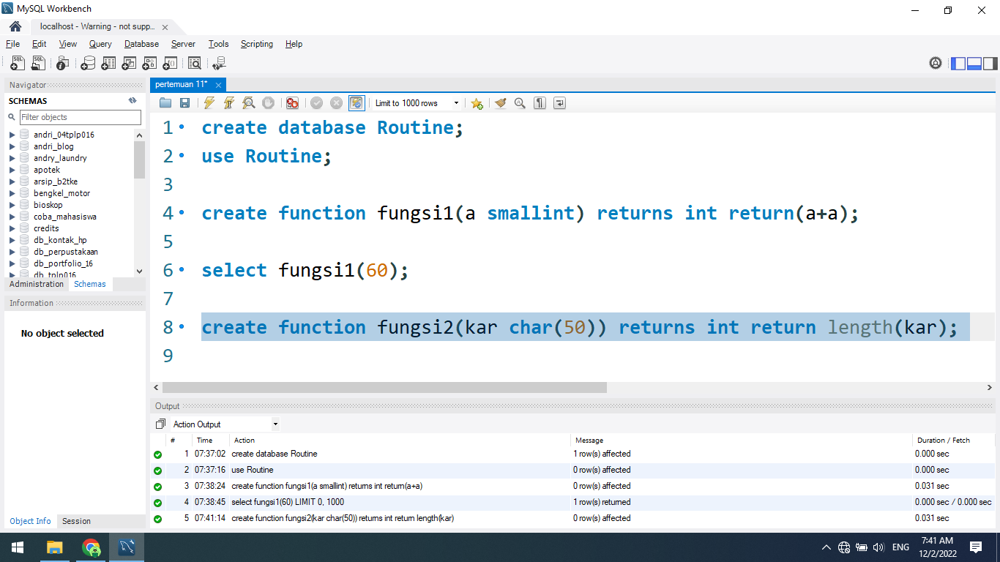 MySQL Workbench
localhost - Warning - not supp...
File Edit View Query Database Server Tools Scripting Help
Navigator
SCHEMAS
Filter objects
andri_04tplp016
andri_blog
andry_laundry
apotek
arsip_b2tke
bengkel_motor
bioskop
coba_mahasiswa
credits
db_kontak_hp
db_perpustakaan
db_portfolio_16
db_tplp016
Administration Schemas
Information
No object selected
Object Info Session
pertemuan 11*
Limit to 1000 rows
1 create database Routine;
2 use Routine;
3
4 create function fungsi1(a smallint) returns int return(a+a);
5
6 select fungsi1(60);
7
8 create function fungsi2(kar char(50)) returns int return length(kar);
9
Output
Action Output
# Time Action Message Duration / Fetch
1 07:37:02 create database Routine 1 row(s) affected 0.000 sec
2 07:37:16 use Routine 0 row(s) affected 0.000 sec
3 07:38:24 create function fungsi1(a smallint) returns int return(a+a) 0 row(s) affected 0.031 sec
4 07:38:45 select fungsi1(60) LIMIT 0, 1000 1 row(s) returned 0.000 sec / 0.000 sec
5 07:41:14 create function fungsi2(kar char(50)) returns int return length(kar) 0 row(s) affected 0.031 sec
ENG
7:41 AM
12/2/2022